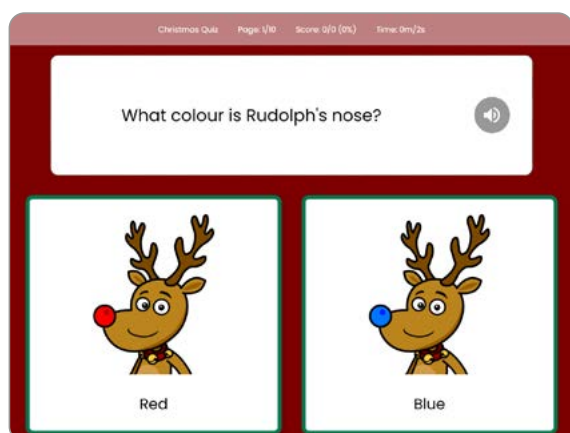 Christmas Quiz Page: 1/10 Score: 0/0 (0%) Time: 0m/2s
What colour is Rudolph's nose?
Red Blue